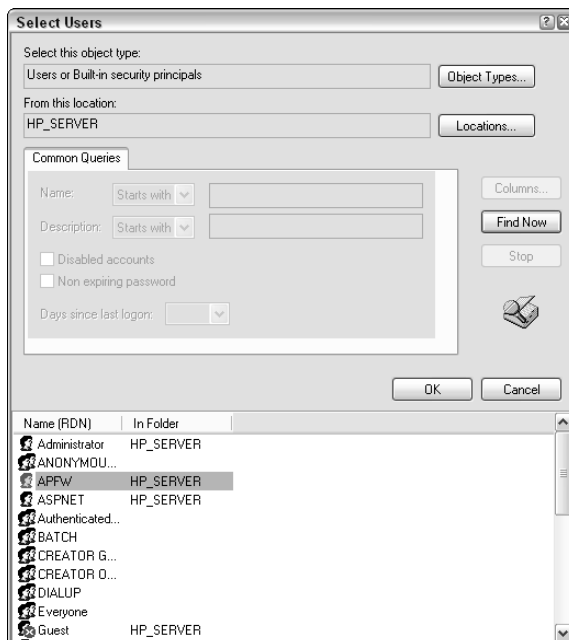 Select Users
Select this object type:
Users or Built-in security principals
Object Types...
From this location:
HP_SERVER
Locations...
Common Queries
Name:
Starts with
Description:
Starts with
Disabled accounts
Non expiring password
Days since last logon:
Columns...
Find Now
Stop
OK
Cancel
Name (RDN) In Folder
Administrator HP_SERVER
ANONYMOU...
APFW HP_SERVER
ASPNET HP_SERVER
Authenticated...
BATCH
CREATOR G...
CREATOR O...
DIALUP
Everyone
Guest HP_SERVER